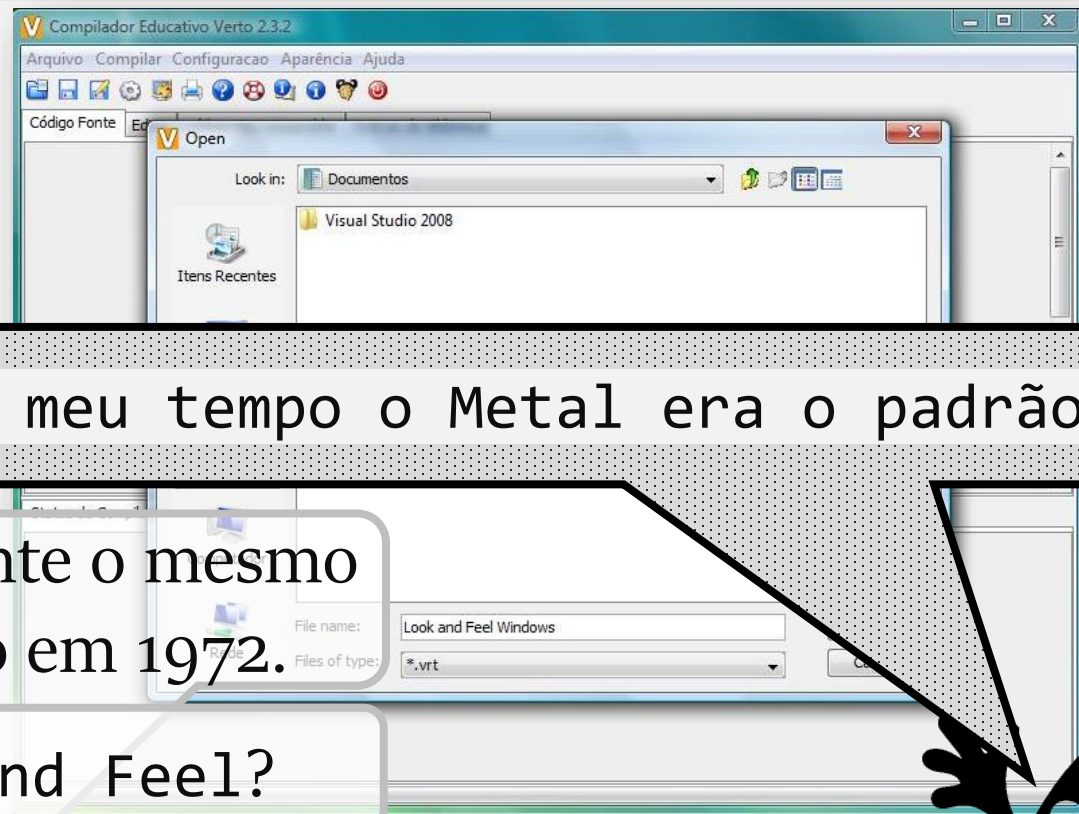 Compilador Educativo Verto 2.3.2
Arquivo Compilar Configuracao Aparência Ajuda
Código Fonte
Open
Look in: Documentos
Visual Studio 2008
Itens Recentes
meu tempo o Metal era o padrão
nte o mesmo
em 1972.
Rede
File name: Look and Feel Windows
Files of type: *.vrt
nd Feel?